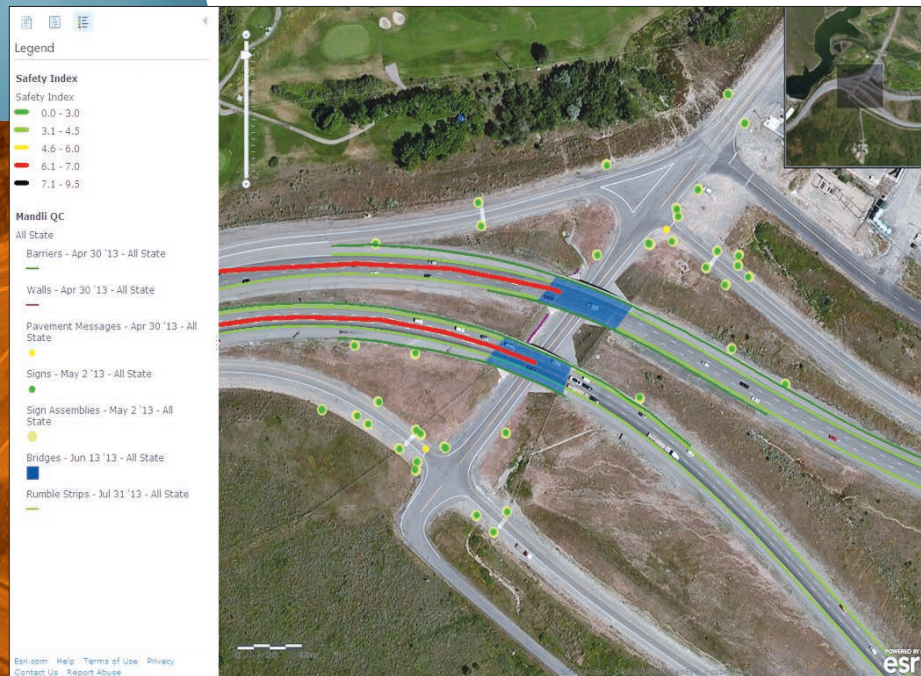 Legend
Safety Index
Safety Index
0.0 - 3.0
3.1 - 4.5
4.6 - 6.0
6.1 - 7.0
7.1 - 9.5
Mandli QC
All State
Barriers - Apr 30 '13 - All State
Walls - Apr 30 '13 - All State
Pavement Messages - Apr 30 '13 - All
State
Signs - May 2 '13 - All State
Sign Assemblies - May 2 '13 - All
State
Bridges - Jun 13 '13 - All State
Rumble Strips - Jul 31 '13 - All State
Esri.com Help Terms of Use Privacy
Contact Us Report Abuse
POWERED BY
esri